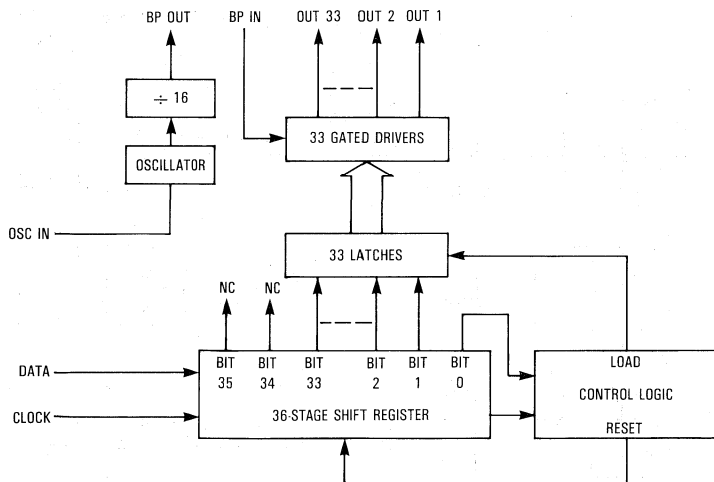 BP OUT BP IN OUT 33 OUT 2 OUT 1
÷ 16
33 GATED DRIVERS
OSCILLATOR
OSC IN
33 LATCHES
NC NC
BIT 35 BIT 34 BIT 33 BIT 2 BIT 1 BIT 0
DATA
CLOCK
36-STAGE SHIFT REGISTER
LOAD
CONTROL LOGIC
RESET